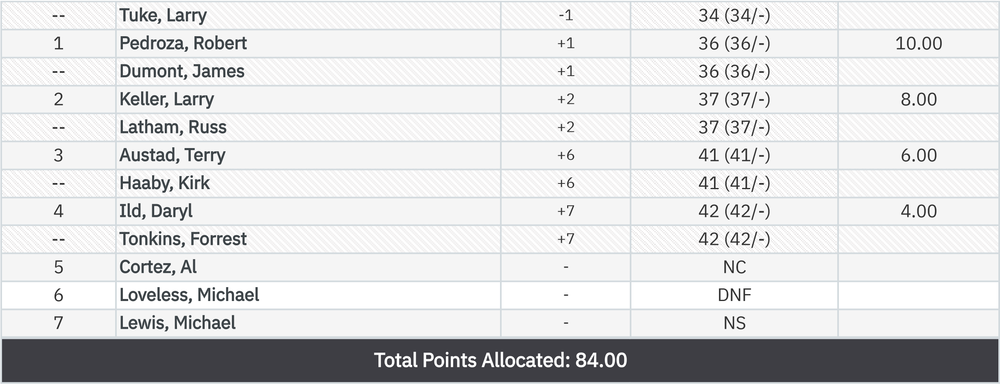 -- Tuke, Larry -1 34 (34/-)
1 Pedroza, Robert +1 36 (36/-) 10.00
-- Dumont, James +1 36 (36/-)
2 Keller, Larry +2 37 (37/-) 8.00
-- Latham, Russ +2 37 (37/-)
3 Austad, Terry +6 41 (41/-) 6.00
-- Haaby, Kirk +6 41 (41/-)
4 Ild, Daryl +7 42 (42/-) 4.00
-- Tonkins, Forrest +7 42 (42/-)
5 Cortez, Al - NC
6 Loveless, Michael - DNF
7 Lewis, Michael - NS
Total Points Allocated: 84.00